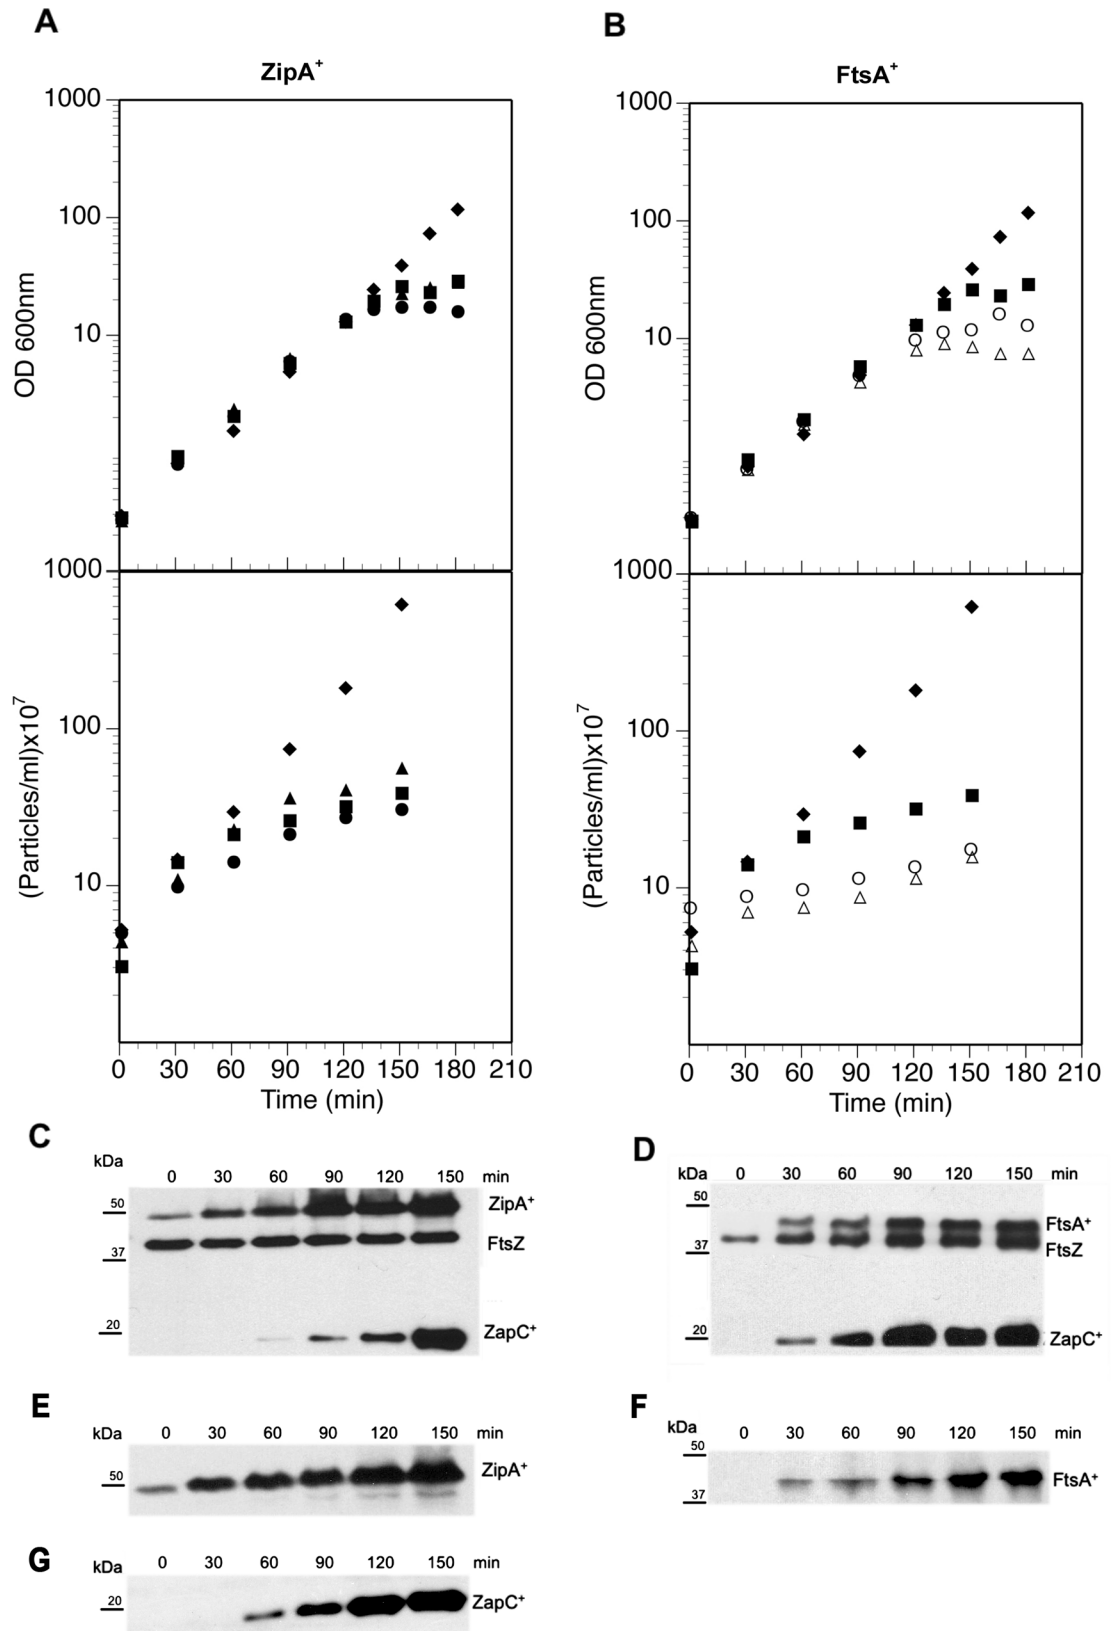 A
B
ZipA+
FtsA+
1000
100
10
OD 600nm
1000
100
10
OD 600nm
1000
100
10
(Particles/ml)x10^7
0 30 60 90 120 150 180 210
Time (min)
1000
100
10
(Particles/ml)x10^7
0 30 60 90 120 150 180 210
Time (min)
C
kDa
0 30 60 90 120 150 min
50
ZipA+
FtsZ
37
20
ZapC+
D
kDa 0 30 60 90 120 150 min
50
FtsA+
37
FtsZ
20
ZapC+
E
kDa 0 30 60 90 120 150 min
50
ZipA+
F
kDa 0 30 60 90 120 150 min
50
FtsA+
37
G
kDa 0 30 60 90 120 150 min
20
ZapC+